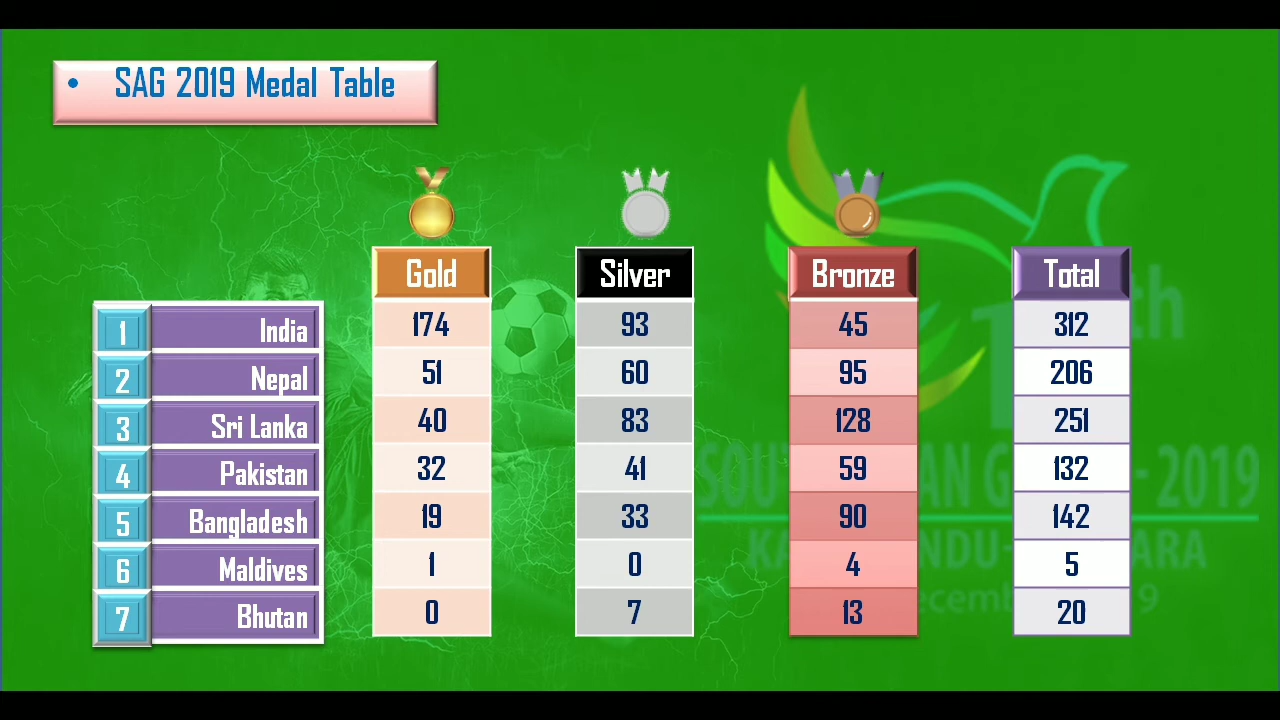 • SAG 2019 Medal Table
Gold Silver Bronze Total
1 India 174 93 45 312
2 Nepal 51 60 95 206
3 Sri Lanka 40 83 128 251
4 Pakistan 32 41 59 132
5 Bangladesh 19 33 90 142
6 Maldives 1 0 4 5
7 Bhutan 0 7 13 20
th
- 2019